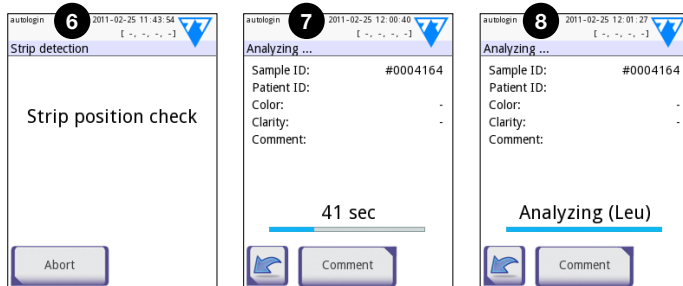 autologin 6 2011-02-25 11:43:54
[ -, -, -, -]
Strip detection
Strip position check
Abort
autologin 7 2011-02-25 12:00:40
[ -, -, -, -]
Analyzing ...
Sample ID: #0004164
Patient ID:
Color: -
Clarity: -
Comment:
41 sec
Comment
autologin 8 2011-02-25 12:01:27
[ -, -, -, -]
Analyzing ...
Sample ID: #0004164
Patient ID:
Color: -
Clarity: -
Comment:
Analyzing (Leu)
Comment